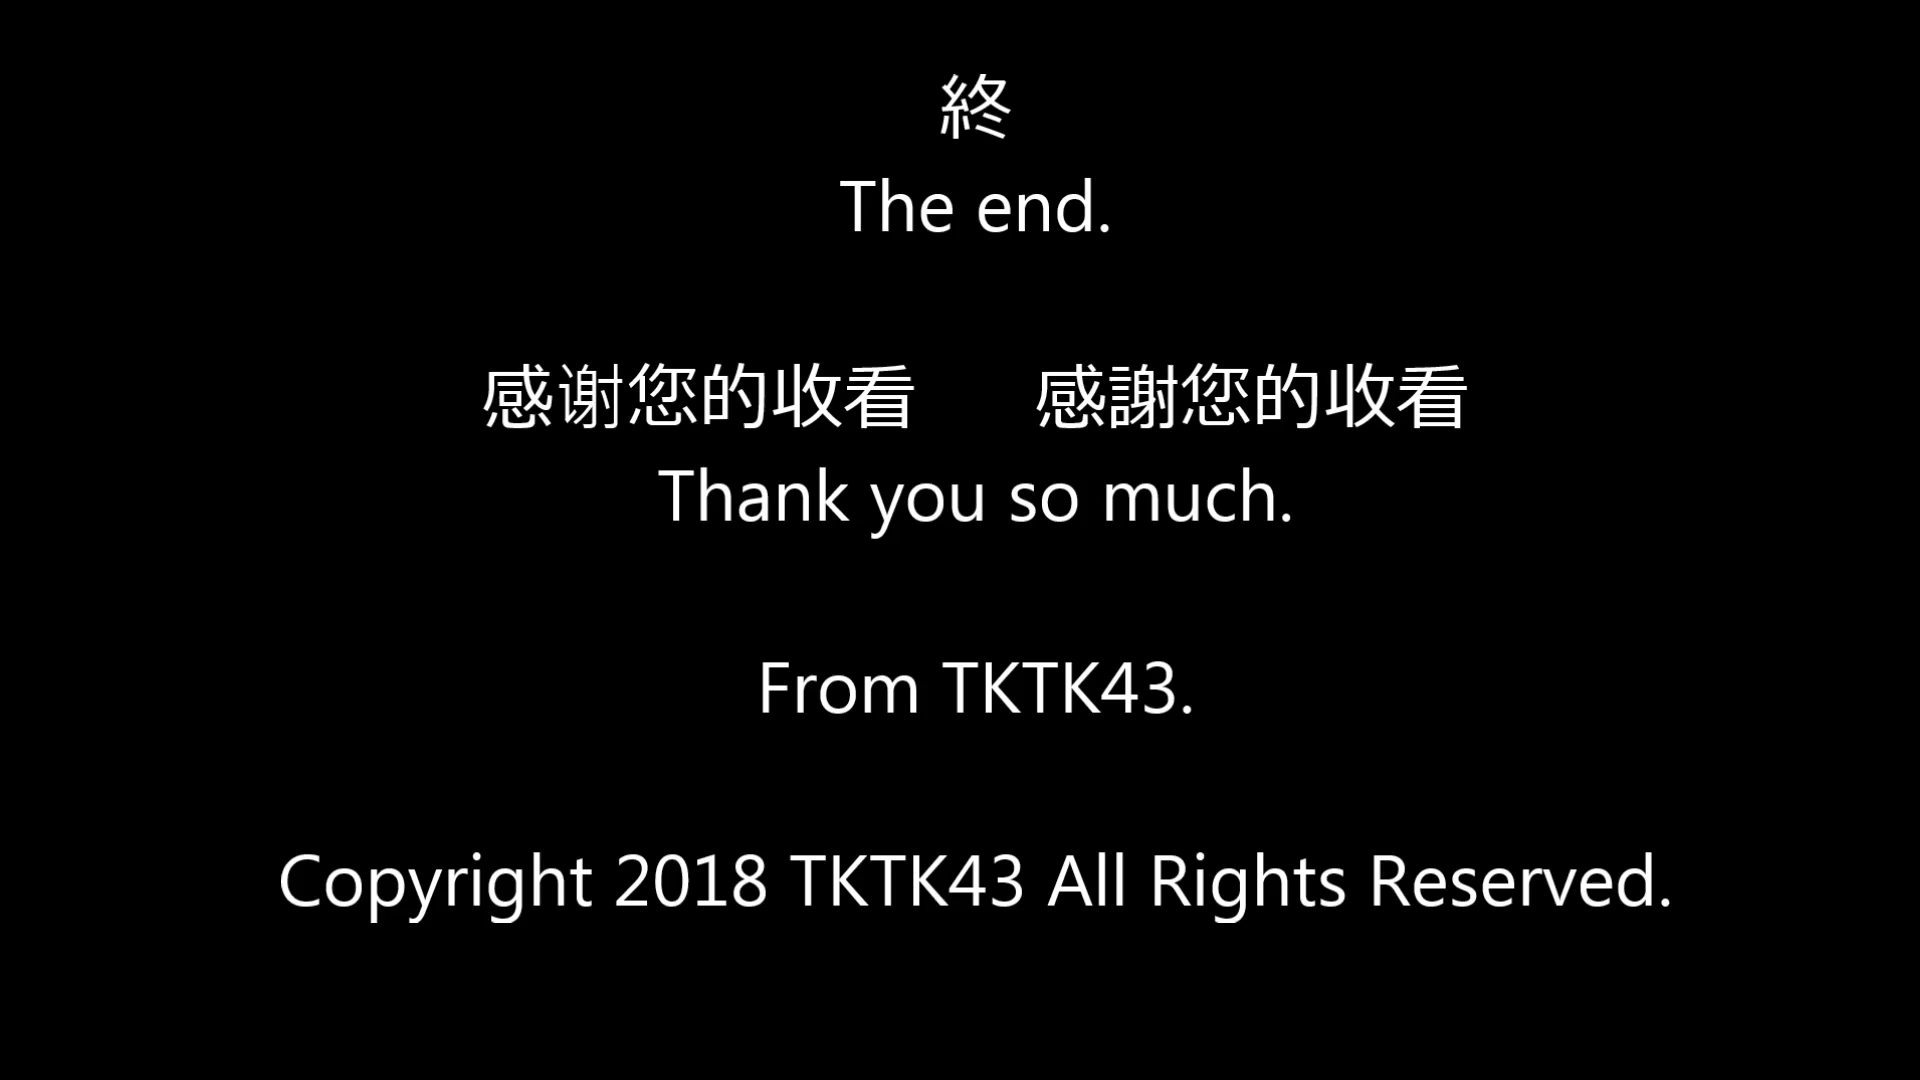 終
The end.
感谢您的收看 感謝您的收看
Thank you so much.
From TKTK43.
Copyright 2018 TKTK43 All Rights Reserved.